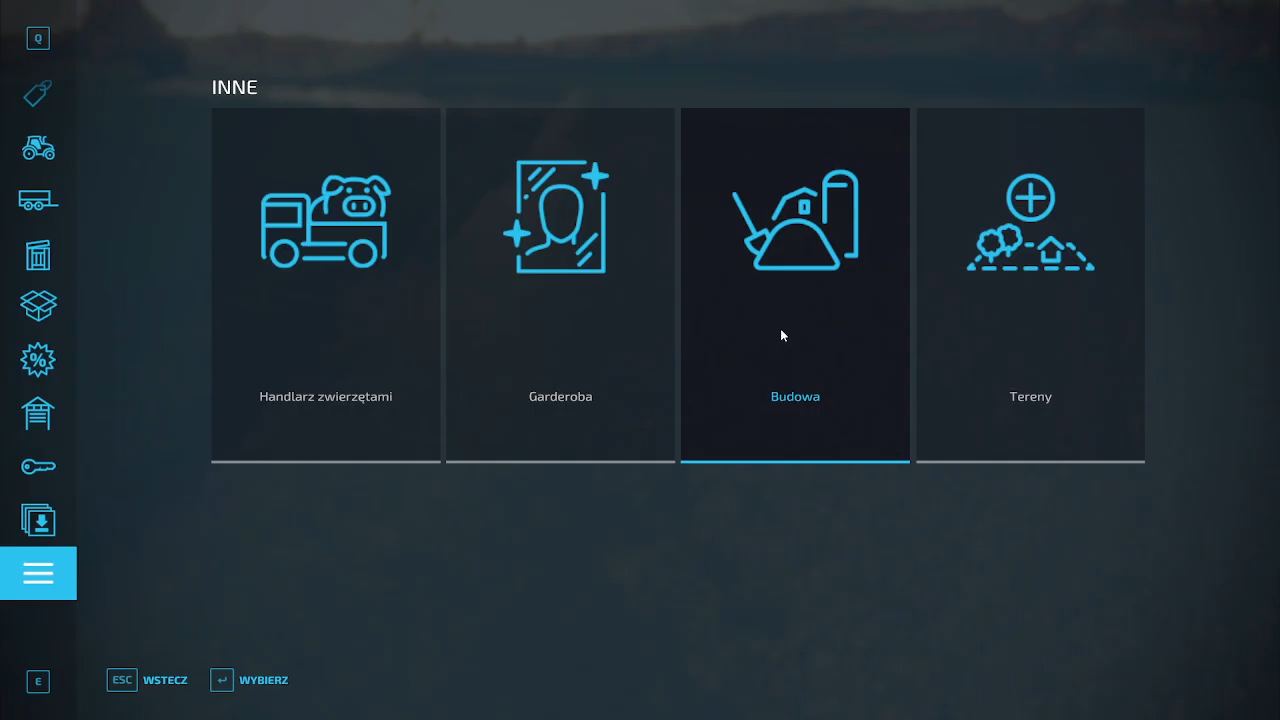 Q
INNE
%
Handlarz zwierzętami
Garderoba
Budowa
Tereny
E
ESC WSTECZ
↵ WYBIERZ